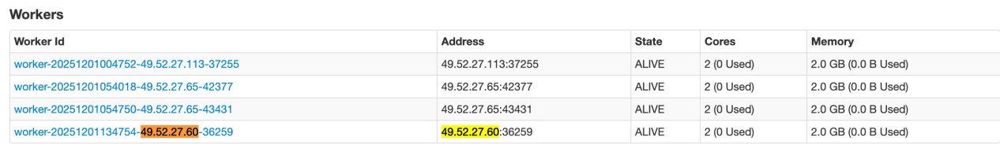 Workers
Worker Id Address State Cores Memory
worker-20251201004752-49.52.27.113-37255 49.52.27.113:37255 ALIVE 2 (0 Used) 2.0 GB (0.0 B Used)
worker-20251201054018-49.52.27.65-42377 49.52.27.65:42377 ALIVE 2 (0 Used) 2.0 GB (0.0 B Used)
worker-20251201054750-49.52.27.65-43431 49.52.27.65:43431 ALIVE 2 (0 Used) 2.0 GB (0.0 B Used)
worker-20251201134754-49.52.27.60-36259 49.52.27.60:36259 ALIVE 2 (0 Used) 2.0 GB (0.0 B Used)